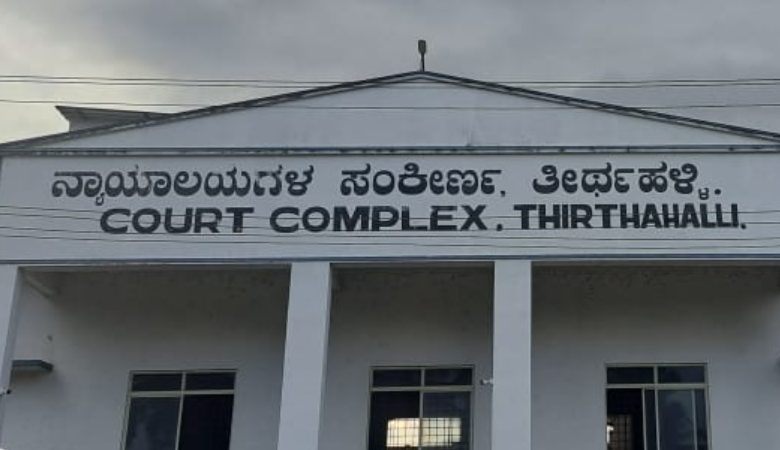 ನ್ಯಾಯಾಲಯಗಳ ಸಂಕೀರ್ಣ, ತೀರ್ಥಹಳ್ಳಿ.
COURT COMPLEX. THIRTHAHALLI.